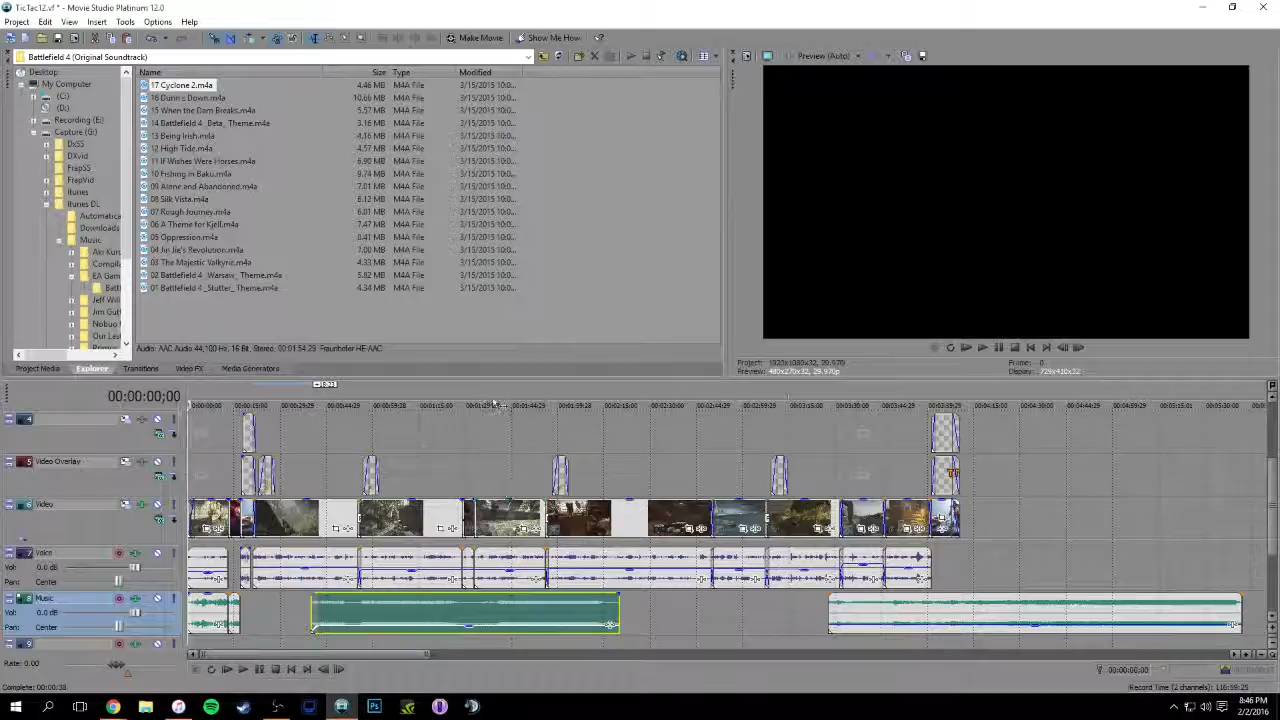 TicTac12.vf * - Movie Studio Platinum 12.0
Project Edit View Insert Tools Options Help
Make Movie Show Me How
Battlefield 4 (Original Soundtrack)
Preview (Auto)
Desktop
My Computer
(C:)
(D:)
Recording (E:)
Capture (G:)
DxSS
DXvid
FrapSS
FrapVid
Itunes
Itunes DL
Automatica
Downloads
Music
Compila
EA Gam
Battl
Jeff Will
Jim Gut
Nobuo
Our Las
Name Size Type Modified
17 Cyclone 2.m4a 4.46 MB M4A File 3/15/2015 10:0...
16 Dunn s Down.m4a 10.66 MB M4A File 3/15/2015 10:0...
15 When the Dam Breaks.m4a 5.57 MB M4A File 3/15/2015 10:0...
14 Battlefield 4 _Beta_ Theme.m4a 3.16 MB M4A File 3/15/2015 10:0...
13 Being Irish.m4a 4.16 MB M4A File 3/15/2015 10:0...
12 High Tide.m4a 4.57 MB M4A File 3/15/2015 10:0...
11 If Wishes Were Horses.m4a 6.90 MB M4A File 3/15/2015 10:0...
10 Fishing in Baku.m4a 9.74 MB M4A File 3/15/2015 10:0...
09 Alone and Abandoned.m4a 7.01 MB M4A File 3/15/2015 10:0...
08 Silk Vista.m4a 6.12 MB M4A File 3/15/2015 10:0...
07 Rough Journey.m4a 6.01 MB M4A File 3/15/2015 10:0...
06 A Theme for Kjell.m4a 7.47 MB M4A File 3/15/2015 10:0...
05 Oppression.m4a 8.41 MB M4A File 3/15/2015 10:0...
04 Jin Jie's Revolution.m4a 7.00 MB M4A File 3/15/2015 10:0...
03 The Majestic Valkyrie.m4a 4.33 MB M4A File 3/15/2015 10:0...
02 Battlefield 4 _Warsaw_ Theme.m4a 5.82 MB M4A File 3/15/2015 10:0...
01 Battlefield 4 _Stutter_ Theme.m4a 4.34 MB M4A File 3/15/2015 10:0...
Audio: AAC Audio 44,100 Hz, 16 Bit, Stereo, 00:01:54.29, Fraunhofer HE-AAC
Project Media Explorer Transitions Video FX Media Generators
Project: 1920x1080x32, 29.970i Frame: 0
Preview: 480x270x32, 29.970p Display: 729x410x32
00:00:00;00
Video Overlay
Video
Voice
Vol: 0.0 dB
Pan: Center
Music
Vol: 0.0 dB
Pan: Center
Rate: 0.00
00:00:00;00
Complete: 00:00:38
Record Time (2 channels): 116:59:25
8:46 PM
2/2/2016